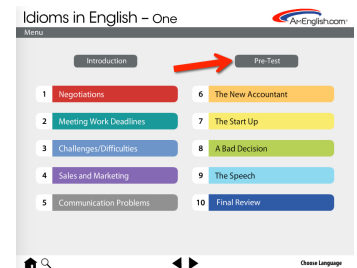 Idioms in English – One
ArEnglish.com
Menu
Introduction
Pre-Test
1 Negotiations
2 Meeting Work Deadlines
3 Challenges/Difficulties
4 Sales and Marketing
5 Communication Problems
6 The New Accountant
7 The Start Up
8 A Bad Decision
9 The Speech
10 Final Review
Choose Language